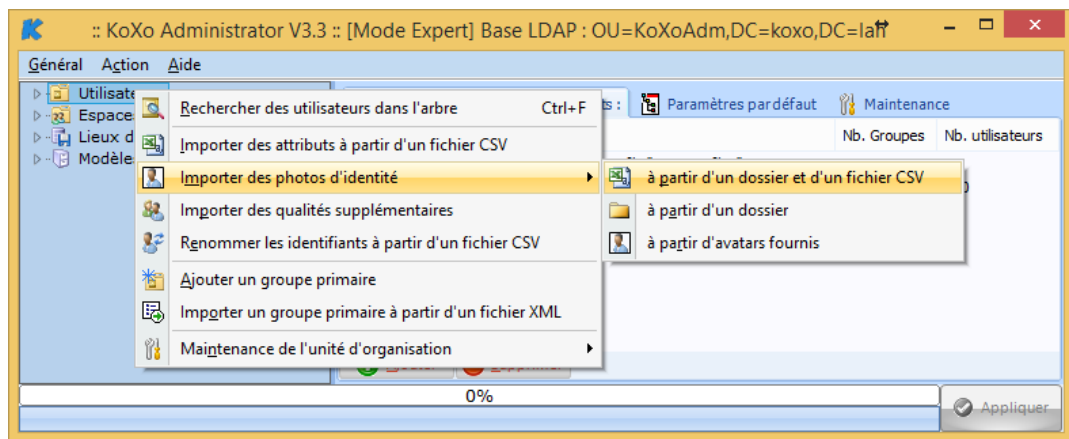 :: KoXo Administrator V3.3 :: [Mode Expert] Base LDAP : OU=KoXoAdm,DC=koxo,DC=lan
Général Action Aide
Utilisate
Espace
Lieux d
Modèle
Rechercher des utilisateurs dans l'arbre Ctrl+F
Importer des attributs à partir d'un fichier CSV
Importer des photos d'identité
Importer des qualités supplémentaires
Renommer les identifiants à partir d'un fichier CSV
Ajouter un groupe primaire
Importer un groupe primaire à partir d'un fichier XML
Maintenance de l'unité d'organisation
ts : Paramètres par défaut Maintenance
Nb. Groupes Nb. utilisateurs
à partir d'un dossier et d'un fichier CSV
à partir d'un dossier
à partir d'avatars fournis
0%
Appliquer